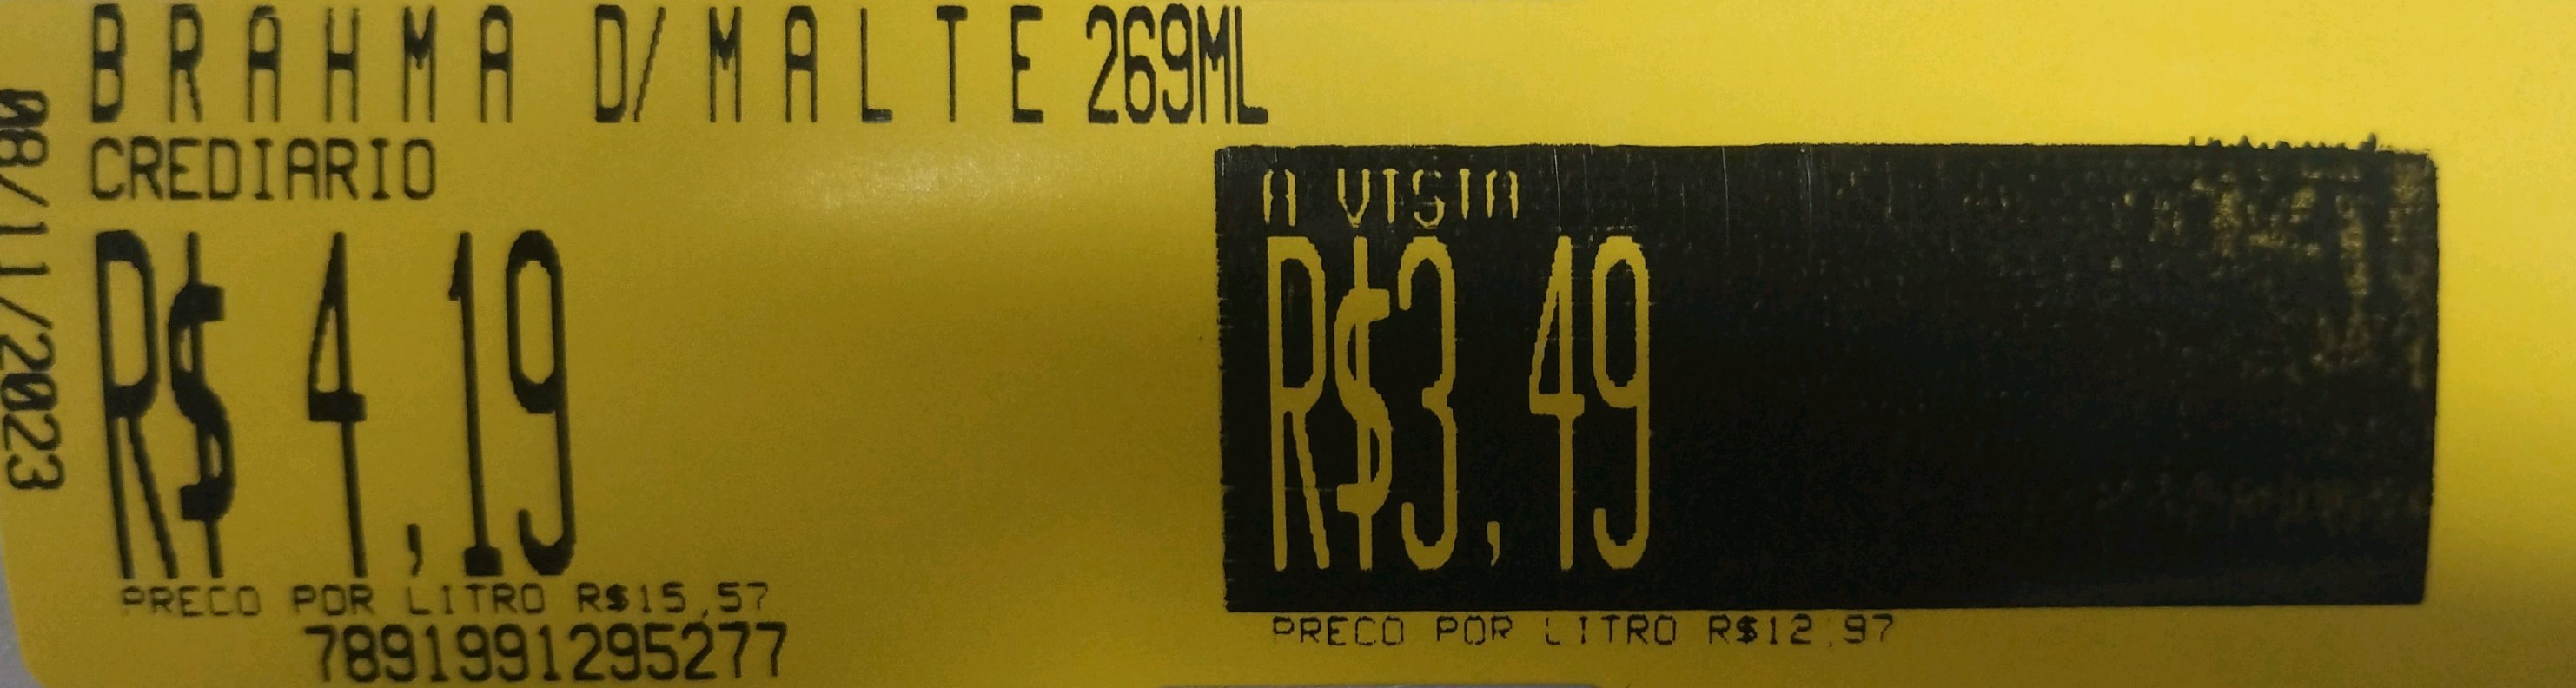 BRAHMA D/MALTE 269ML
CREDIARIO
R$ 4,19
PRECO POR LITRO R$15,57
7891991295277
A VISTA
R$3,49
PRECO POR LITRO R$12,97
08/11/2023